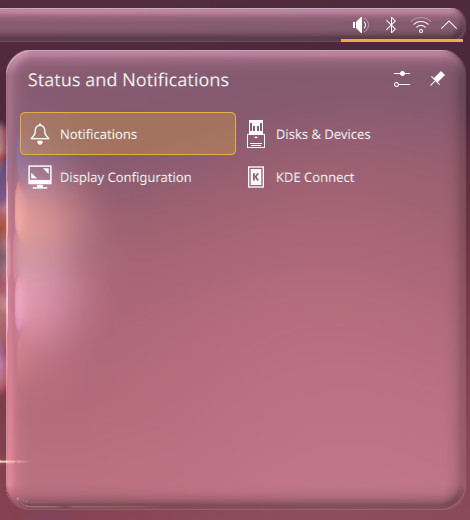 Status and Notifications
Notifications
Disks & Devices
Display Configuration
KDE Connect